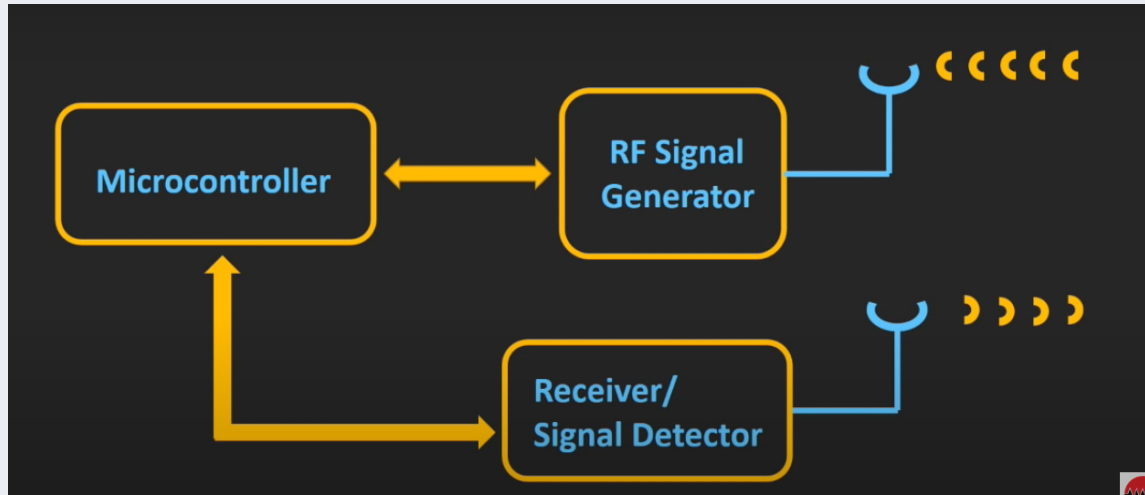 Microcontroller
RF Signal
Generator
Receiver/
Signal Detector